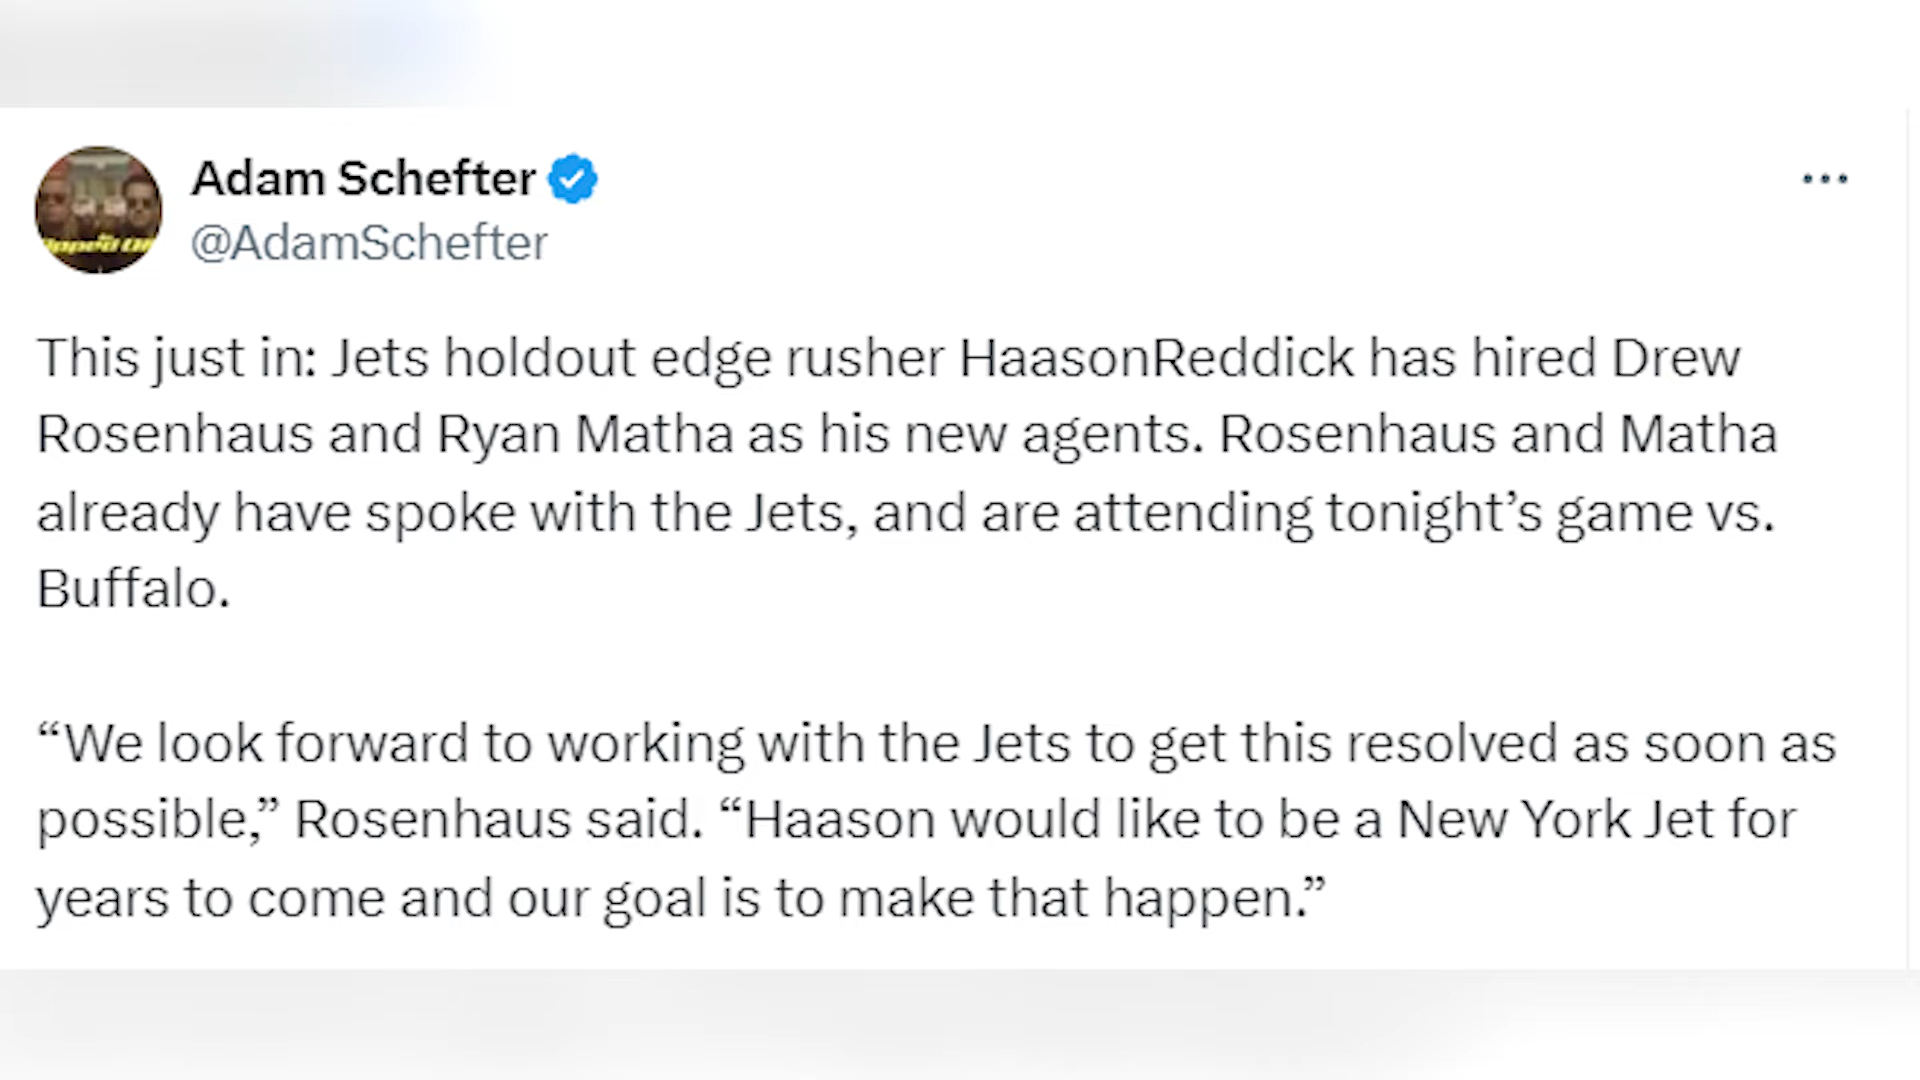 Adam Schefter
@AdamSchefter
This just in: Jets holdout edge rusher HaasonReddick has hired Drew
Rosenhaus and Ryan Matha as his new agents. Rosenhaus and Matha
already have spoke with the Jets, and are attending tonight’s game vs.
Buffalo.
“We look forward to working with the Jets to get this resolved as soon as
possible,” Rosenhaus said. “Haason would like to be a New York Jet for
years to come and our goal is to make that happen.”